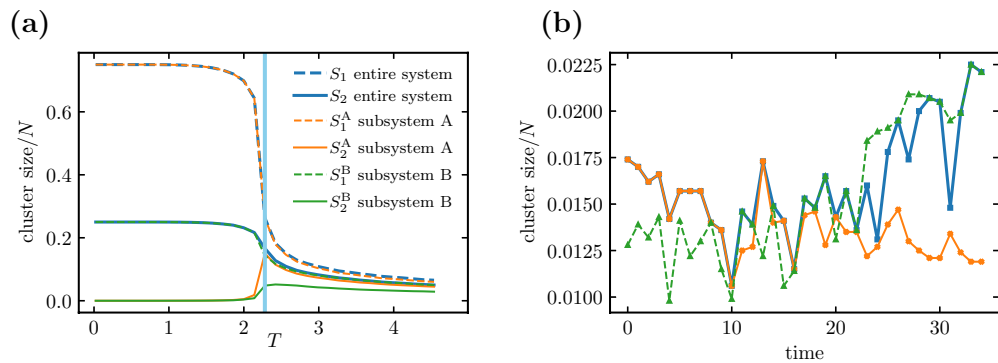 (a)
cluster size/N
0.6
0.4
0.2
0.0
0
1
2
3
4
T
S₁ entire system
S₂ entire system
S₁ᴬ subsystem A
S₂ᴬ subsystem A
S₁ᴮ subsystem B
S₂ᴮ subsystem B
(b)
cluster size/N
0.0225
0.0200
0.0175
0.0150
0.0125
0.0100
0
10
20
30
time